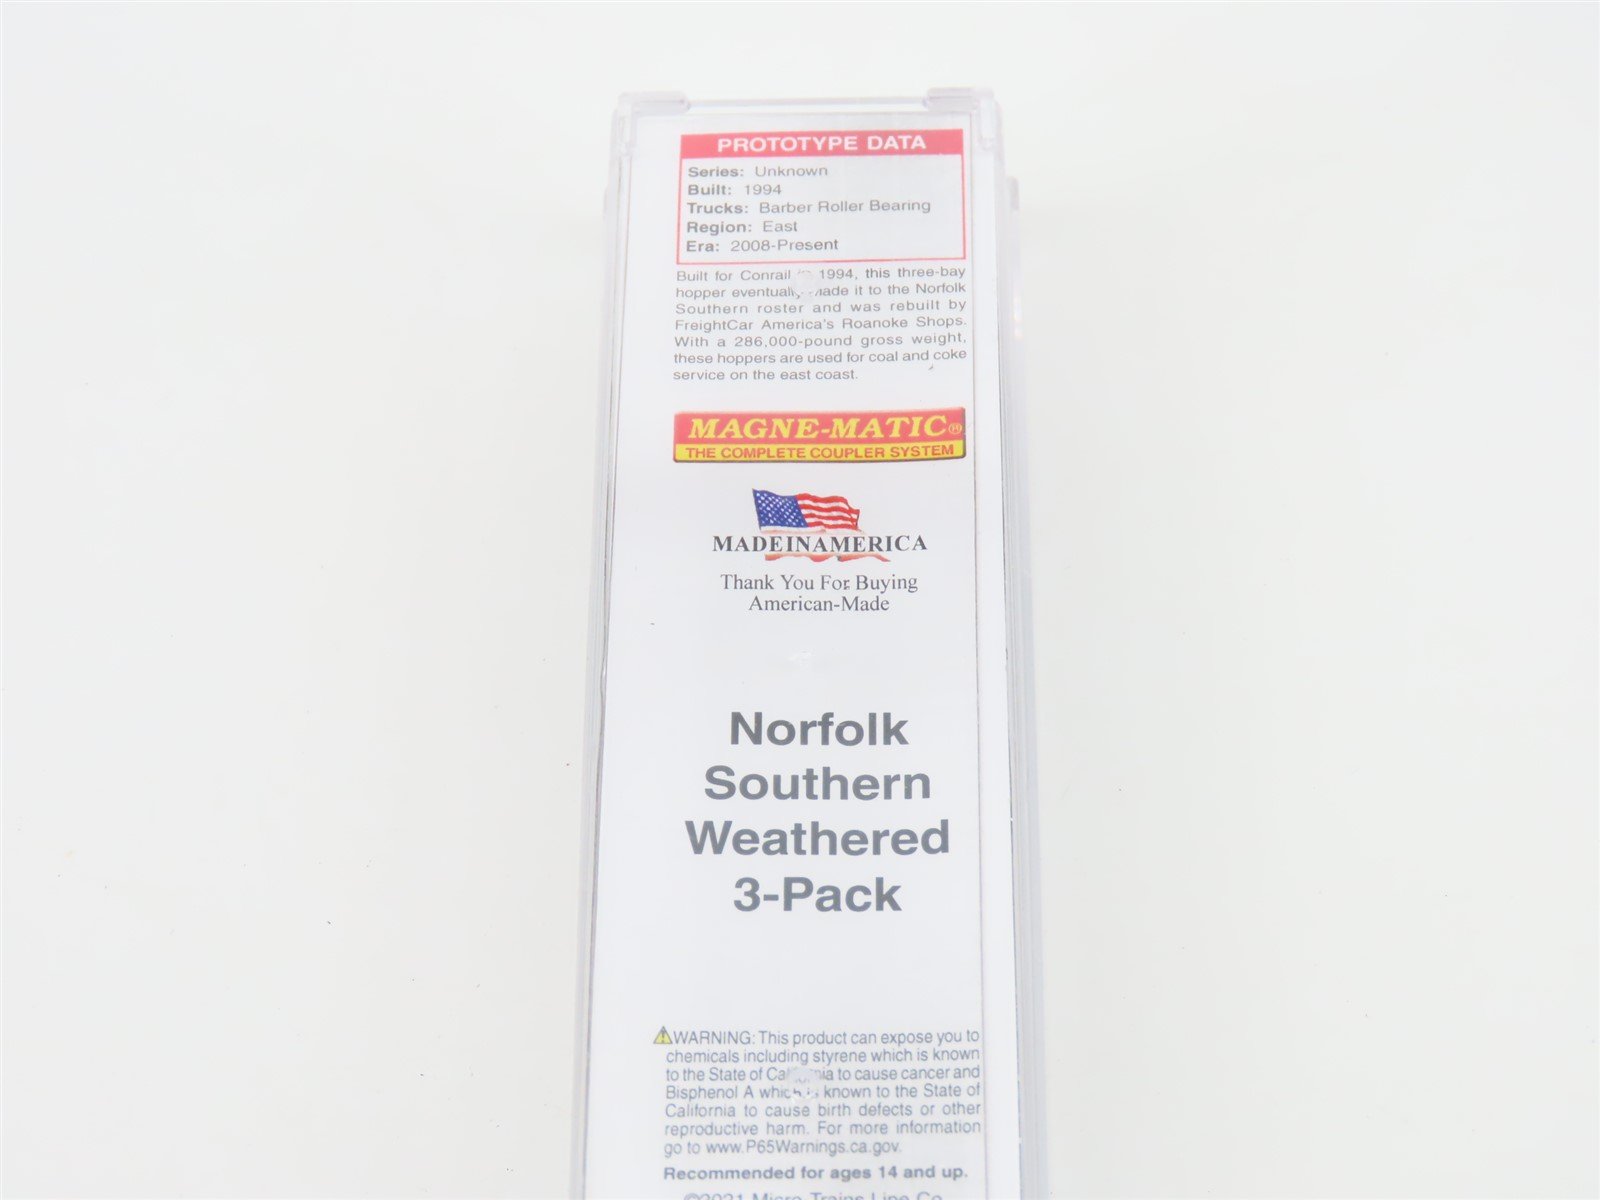 PROTOTYPE DATA
Series: Unknown
Built: 1994
Trucks: Barber Roller Bearing
Region: East
Era: 2008-Present
Built for Conrail 1994, this three-bay
hopper eventually made it to the Norfolk
Southern roster and was rebuilt by
FreightCar America's Roanoke Shops.
With a 286,000-pound gross weight,
these hoppers are used for coal and coke
service on the east coast.
MAGNE-MATIC®
THE COMPLETE COUPLER SYSTEM
MADEINAMERICA
Thank You For Buying
American-Made
Norfolk
Southern
Weathered
3-Pack
WARNING: This product can expose you to
chemicals including styrene which is known
to the State of California to cause cancer and
Bisphenol A which is known to the State of
California to cause birth defects or other
reproductive harm. For more information
go to www.P65Warnings.ca.gov.
Recommended for ages 14 and up.
©2021 Micro-Trains Line Co.